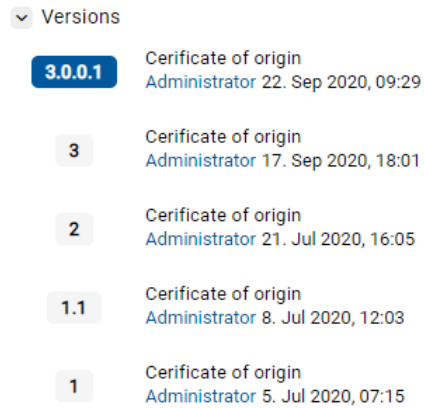 Versions
Cerificate of origin
3.0.0.1
Administrator 22. Sep 2020, 09:29
Cerificate of origin
3
Administrator 17. Sep 2020, 18:01
Cerificate of origin
2
Administrator 21. Jul 2020, 16:05
Cerificate of origin
1.1
Administrator 8. Jul 2020, 12:03
Cerificate of origin
1
Administrator 5. Jul 2020, 07:15